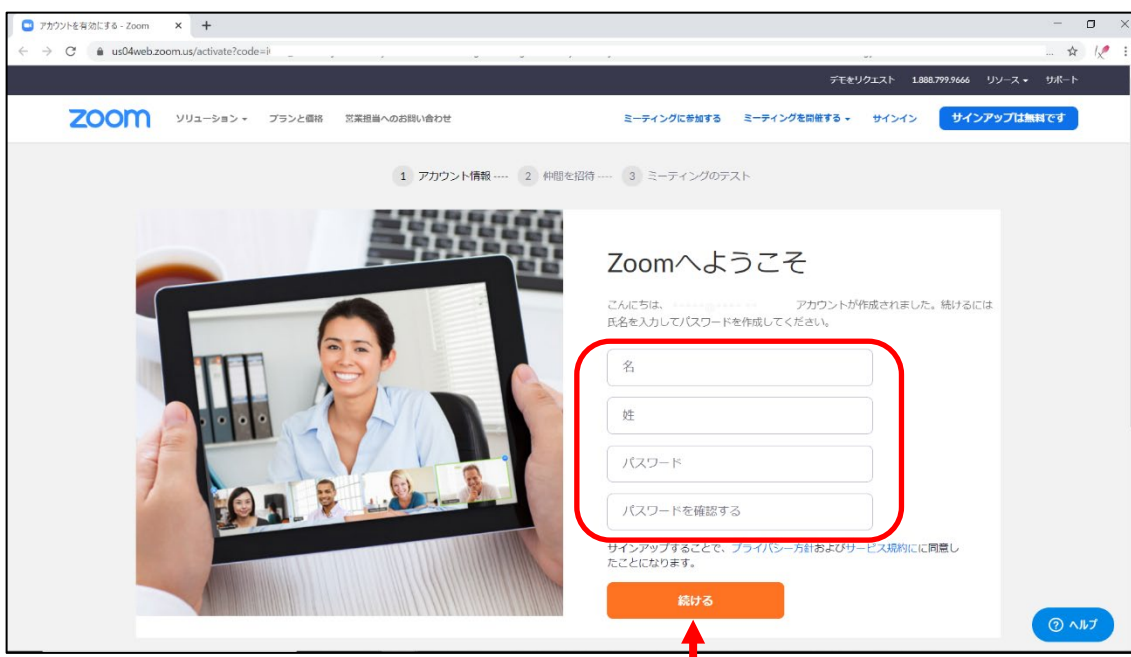 アカウントを有効にする - Zoom × +
us04web.zoom.us/activate?code=i
デモをリクエスト 1.888.799.9666 リソース サポート
zoom ソリューション プランと価格 営業担当へのお問い合わせ ミーティングに参加する ミーティングを開催する サインイン サインアップは無料です
1 アカウント情報 ---- 2 仲間を招待 ---- 3 ミーティングのテスト
Zoomへようこそ
こんにちは、 アカウントが作成されました。続けるには
氏名を入力してパスワードを作成してください。
名
姓
パスワード
パスワードを確認する
サインアップすることで、プライバシー方針およびサービス規約にに同意し
たことになります。
続ける
? ヘルプ